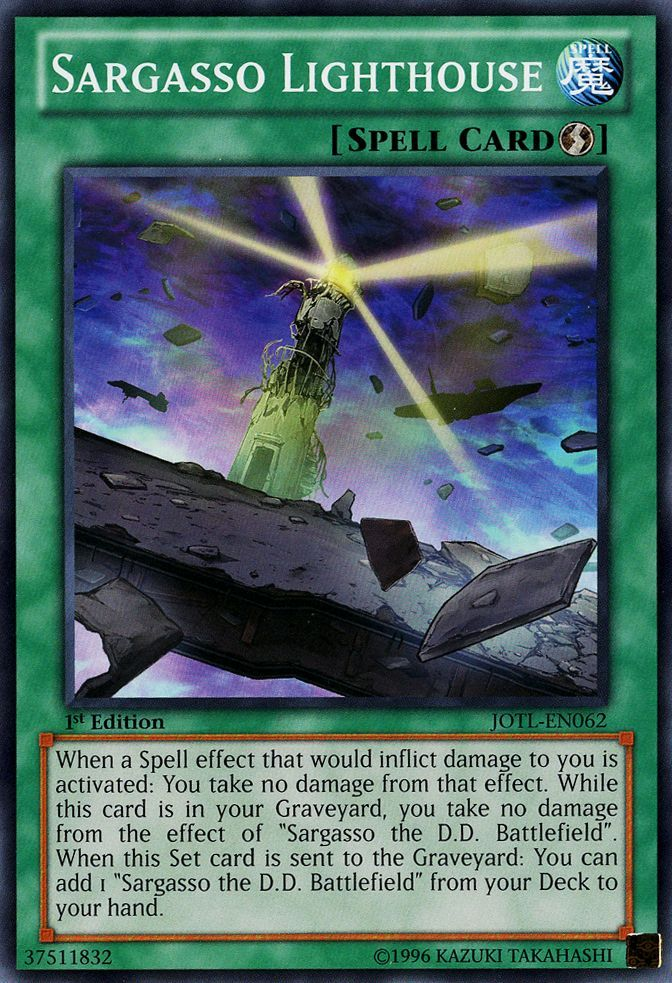 SARGASSO LIGHTHOUSE
SPELL
魔
[SPELL CARD]
1st Edition
JOTL-EN062
When a Spell effect that would inflict damage to you is
activated: You take no damage from that effect. While
this card is in your Graveyard, you take no damage
from the effect of "Sargasso the D.D. Battlefield".
When this Set card is sent to the Graveyard: You can
add 1 "Sargasso the D.D. Battlefield" from your Deck to
your hand.
37511832
©1996 KAZUKI TAKAHASHI